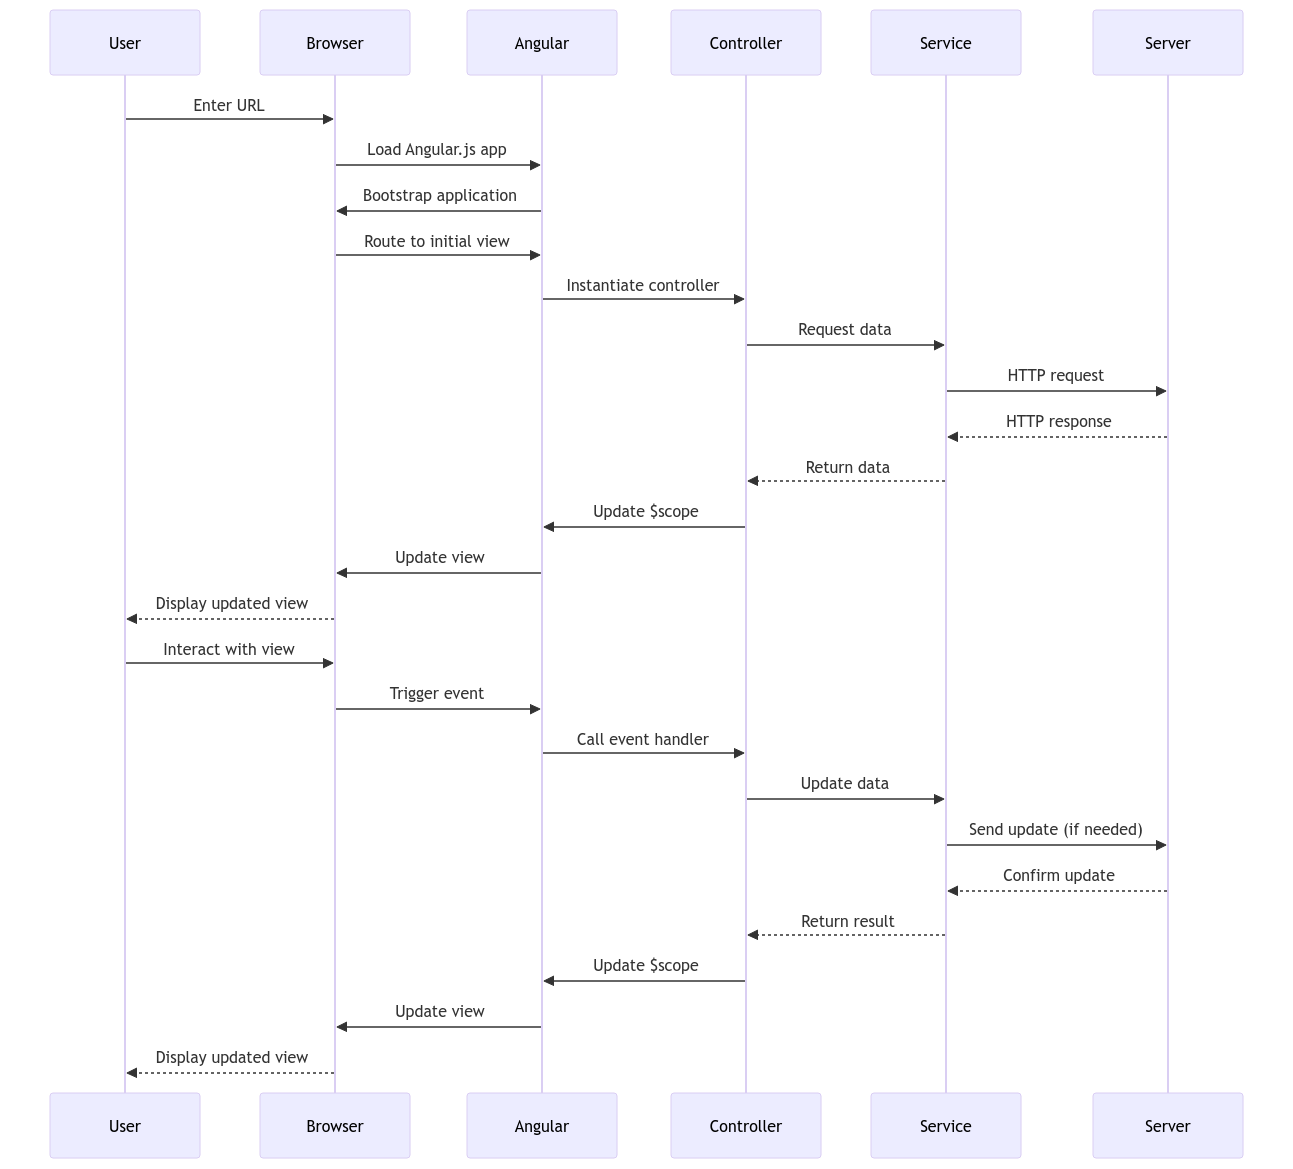 User
Browser
Angular
Controller
Service
Server
Enter URL
Load Angular.js app
Bootstrap application
Route to initial view
Instantiate controller
Request data
HTTP request
HTTP response
Return data
Update $scope
Update view
Display updated view
Interact with view
Trigger event
Call event handler
Update data
Send update (if needed)
Confirm update
Return result
Update $scope
Update view
Display updated view
User
Browser
Angular
Controller
Service
Server